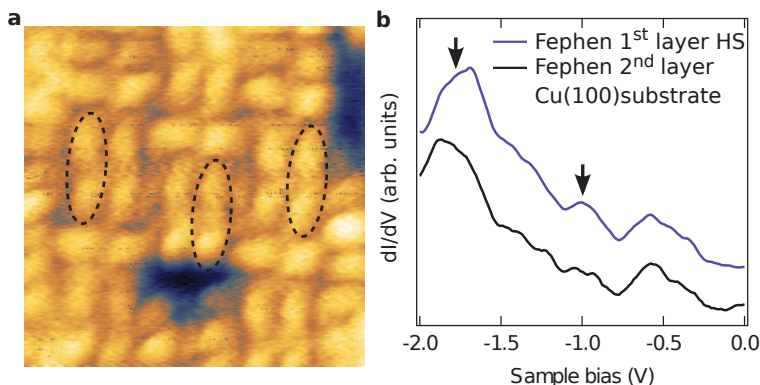 a
b
Fephen 1st layer HS
Fephen 2nd layer
Cu(100)substrate
dI/dV (arb. units)
-2.0 -1.5 -1.0 -0.5 0.0
Sample bias (V)